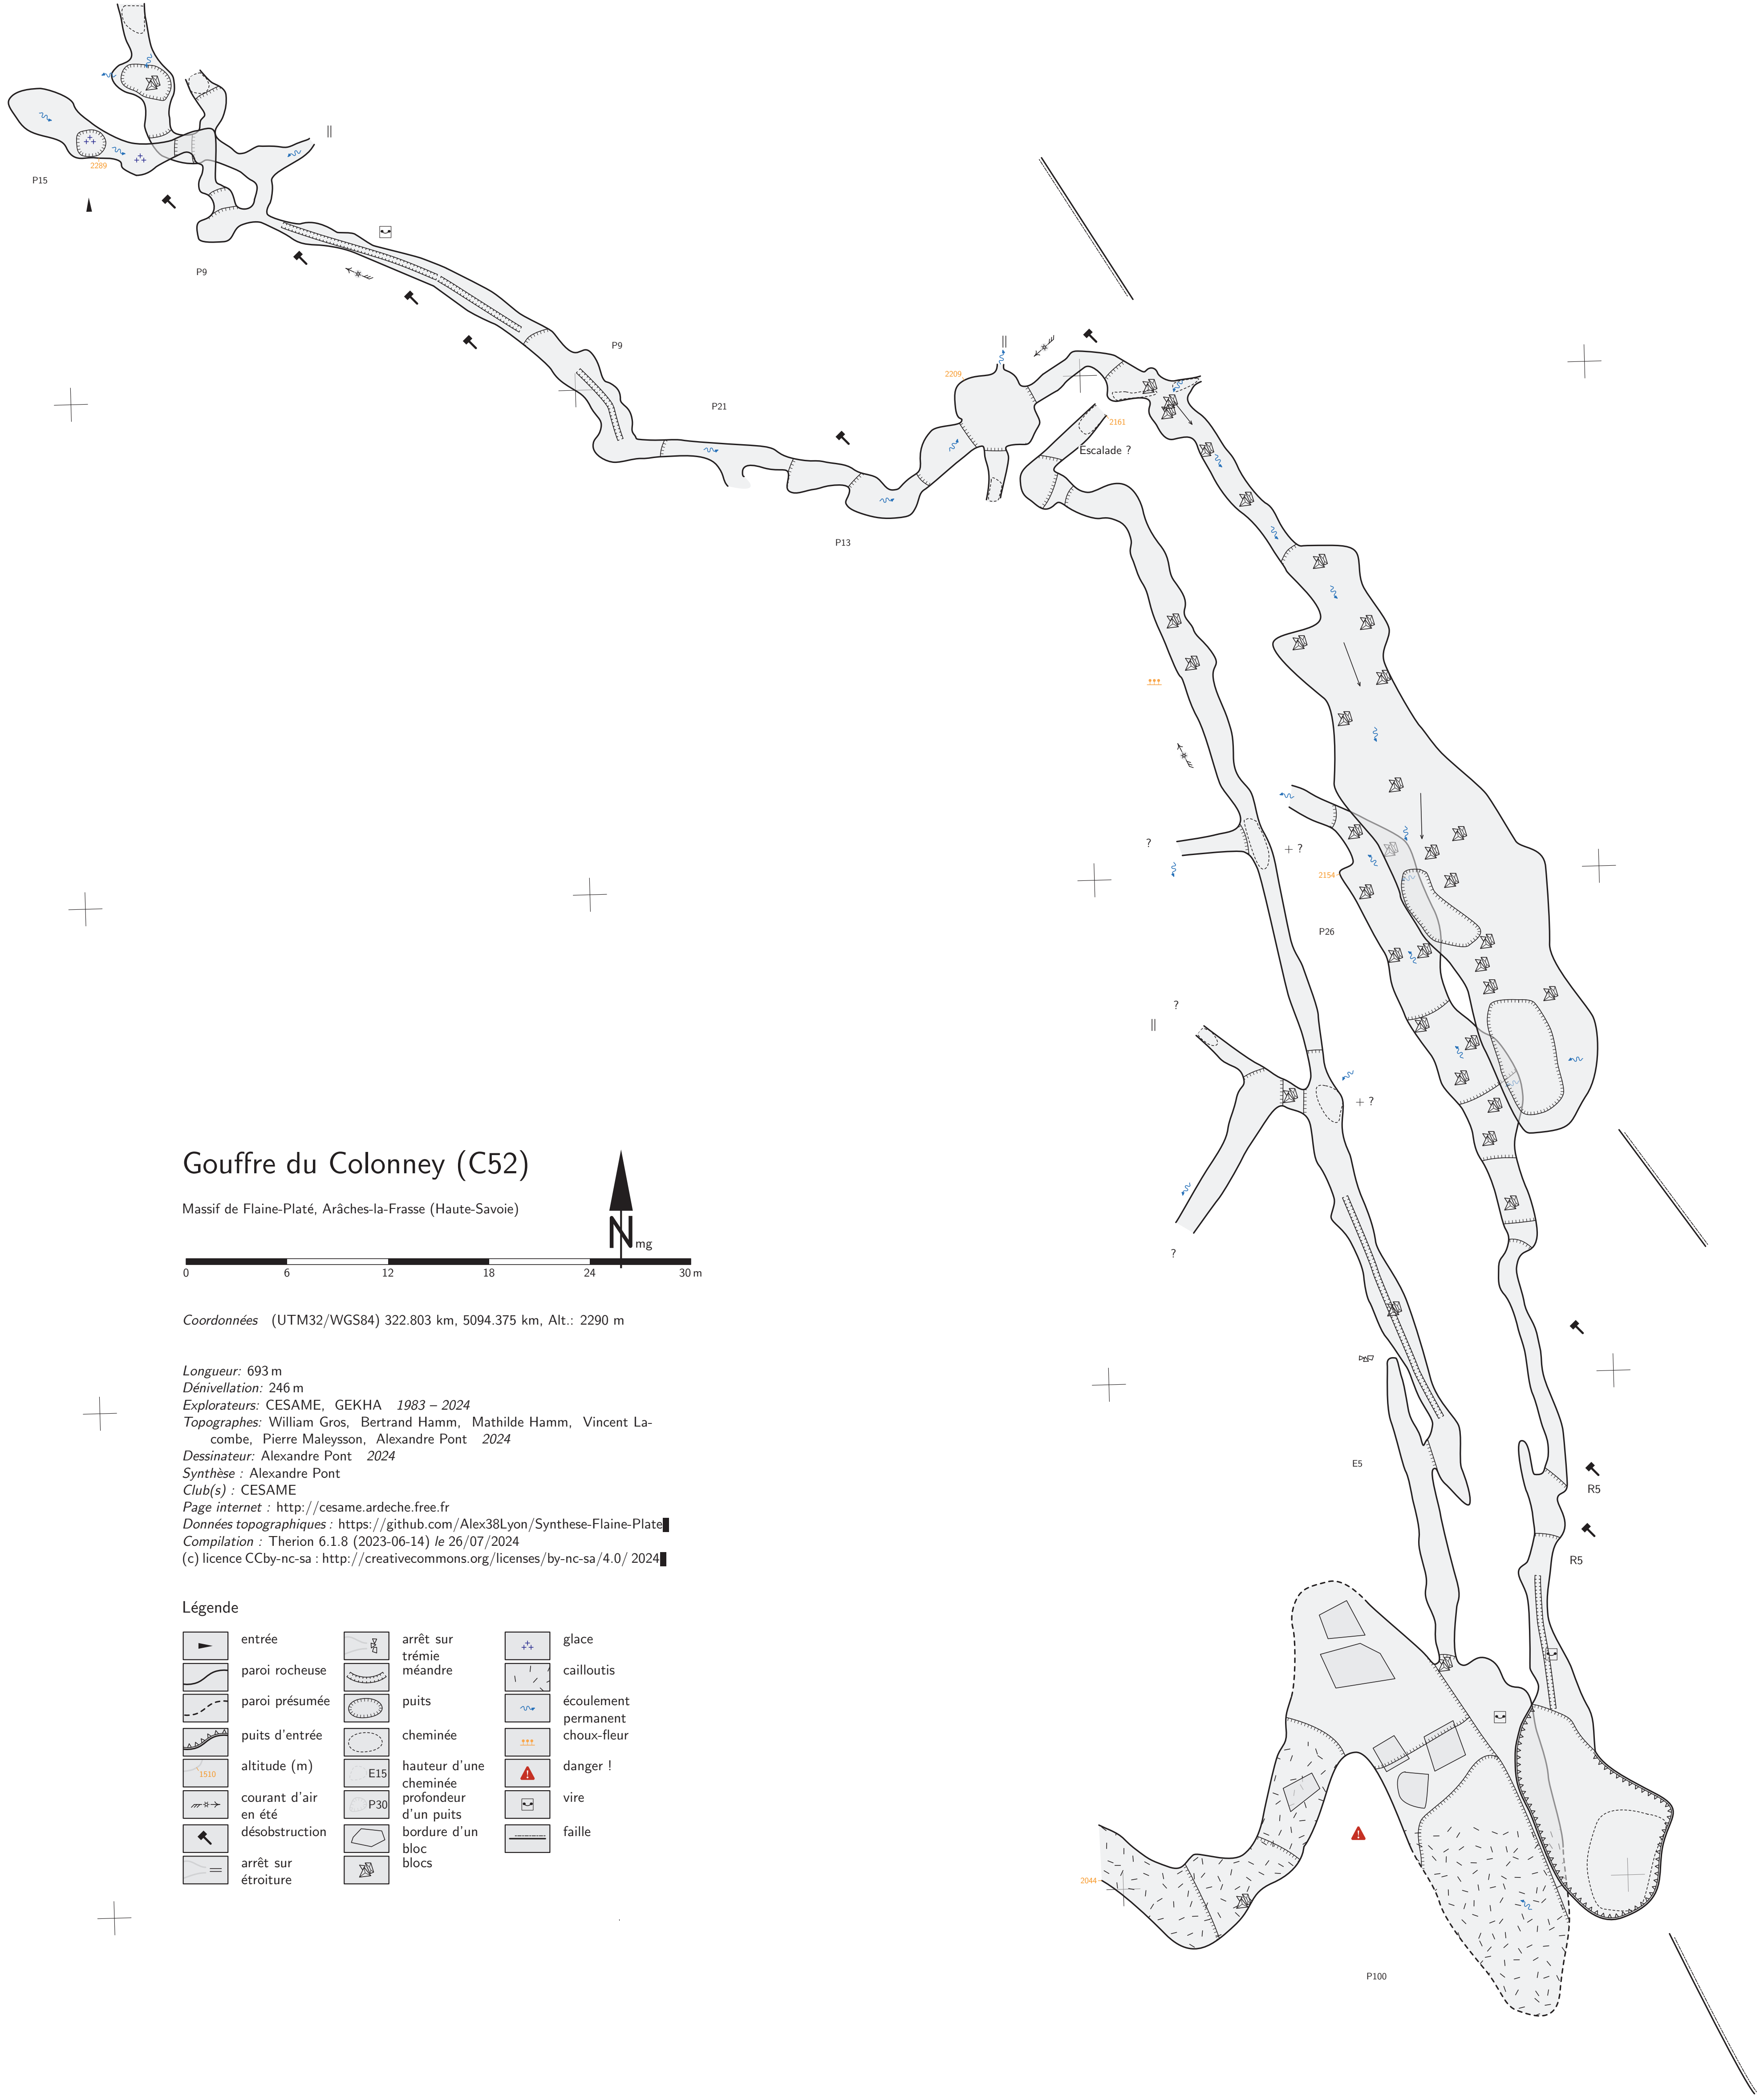 2289
P15
||
P9
P9
P21
P13
2209
||
2161
Escalade ?
?
+ ?
2154
P26
?
||
+ ?
?
E5
R5
R5
2044
P100
Gouffre du Colonney (C52)
Massif de Flaine-Platé, Arâches-la-Frasse (Haute-Savoie)
N mg
0 6 12 18 24 30 m
Coordonnées (UTM32/WGS84) 322.803 km, 5094.375 km, Alt.: 2290 m
Longueur: 693 m
Dénivellation: 246 m
Explorateurs: CESAME, GEKHA 1983 – 2024
Topographes: William Gros, Bertrand Hamm, Mathilde Hamm, Vincent La-
combe, Pierre Maleysson, Alexandre Pont 2024
Dessinateur: Alexandre Pont 2024
Synthèse : Alexandre Pont
Club(s) : CESAME
Page internet : http://cesame.ardeche.free.fr
Données topographiques : https://github.com/Alex38Lyon/Synthese-Flaine-Plate
Compilation : Therion 6.1.8 (2023-06-14) le 26/07/2024
(c) licence CCby-nc-sa : http://creativecommons.org/licenses/by-nc-sa/4.0/ 2024
Légende
entrée
paroi rocheuse
paroi présumée
puits d'entrée
1510
altitude (m)
courant d'air
en été
désobstruction
arrêt sur
étroiture
arrêt sur
trémie
méandre
puits
cheminée
E15
hauteur d'une
cheminée
P30
profondeur
d'un puits
bordure d'un
bloc
blocs
glace
cailloutis
écoulement
permanent
choux-fleur
danger !
vire
faille